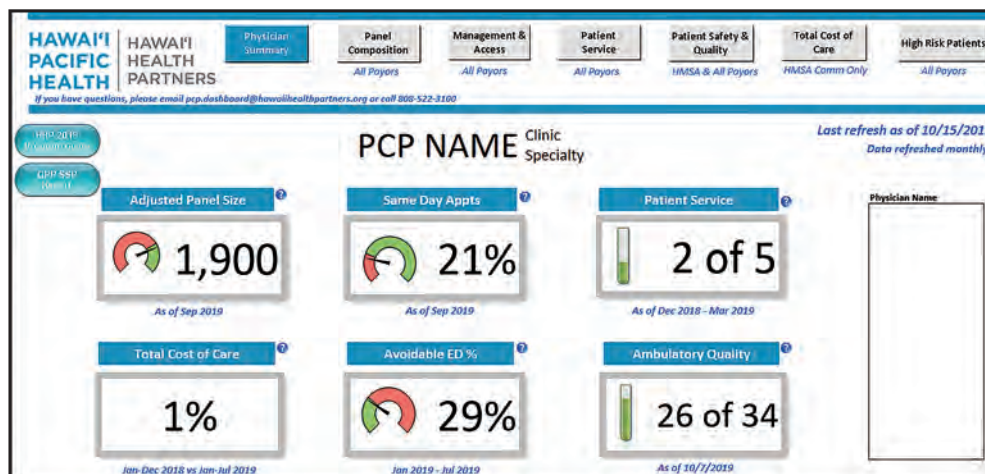 HAWAI'I
PACIFIC
HEALTH
HAWAI'I
HEALTH
PARTNERS
Physician
Summary
Panel
Composition
All Payors
Management &
Access
All Payors
Patient
Service
All Payors
Patient Safety &
Quality
HMSA & All Payors
Total Cost of
Care
HMSA Comm Only
High Risk Patients
All Payors
If you have questions, please email pcp.dashboard@hawaiihealthpartners.org or call 808-522-3100
HHP 2019
PCP NAME
Clinic
Specialty
Last refresh as of 10/15/201
Data refreshed monthly
Adjusted Panel Size ?
1,900
As of Sep 2019
Same Day Appts ?
21%
As of Sep 2019
Patient Service ?
2 of 5
As of Dec 2018 - Mar 2019
Physician Name
Total Cost of Care ?
1%
Jan-Dec 2018 vs Jan-Jul 2019
Avoidable ED % ?
29%
Jan 2019 - Jul 2019
Ambulatory Quality ?
26 of 34
As of 10/7/2019